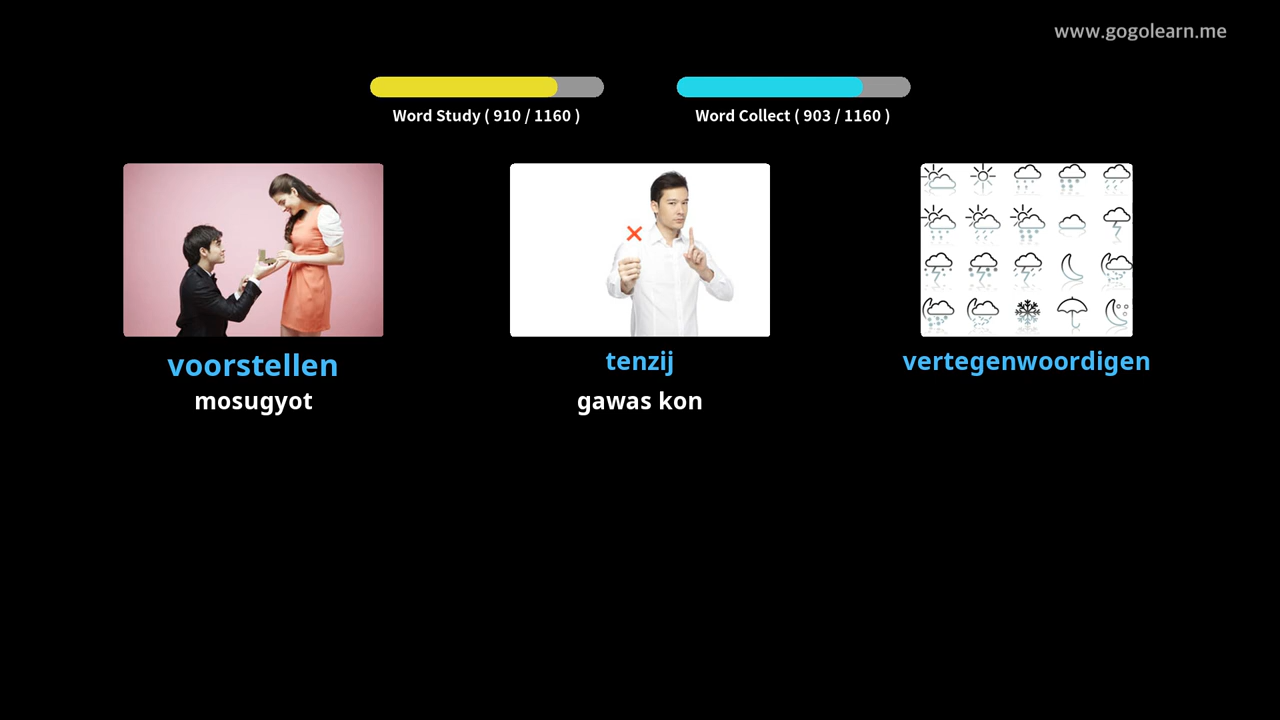 www.gogolearn.me
Word Study ( 910 / 1160 )
Word Collect ( 903 / 1160 )
voorstellen
mosugyot
tenzij
gawas kon
vertegenwoordigen